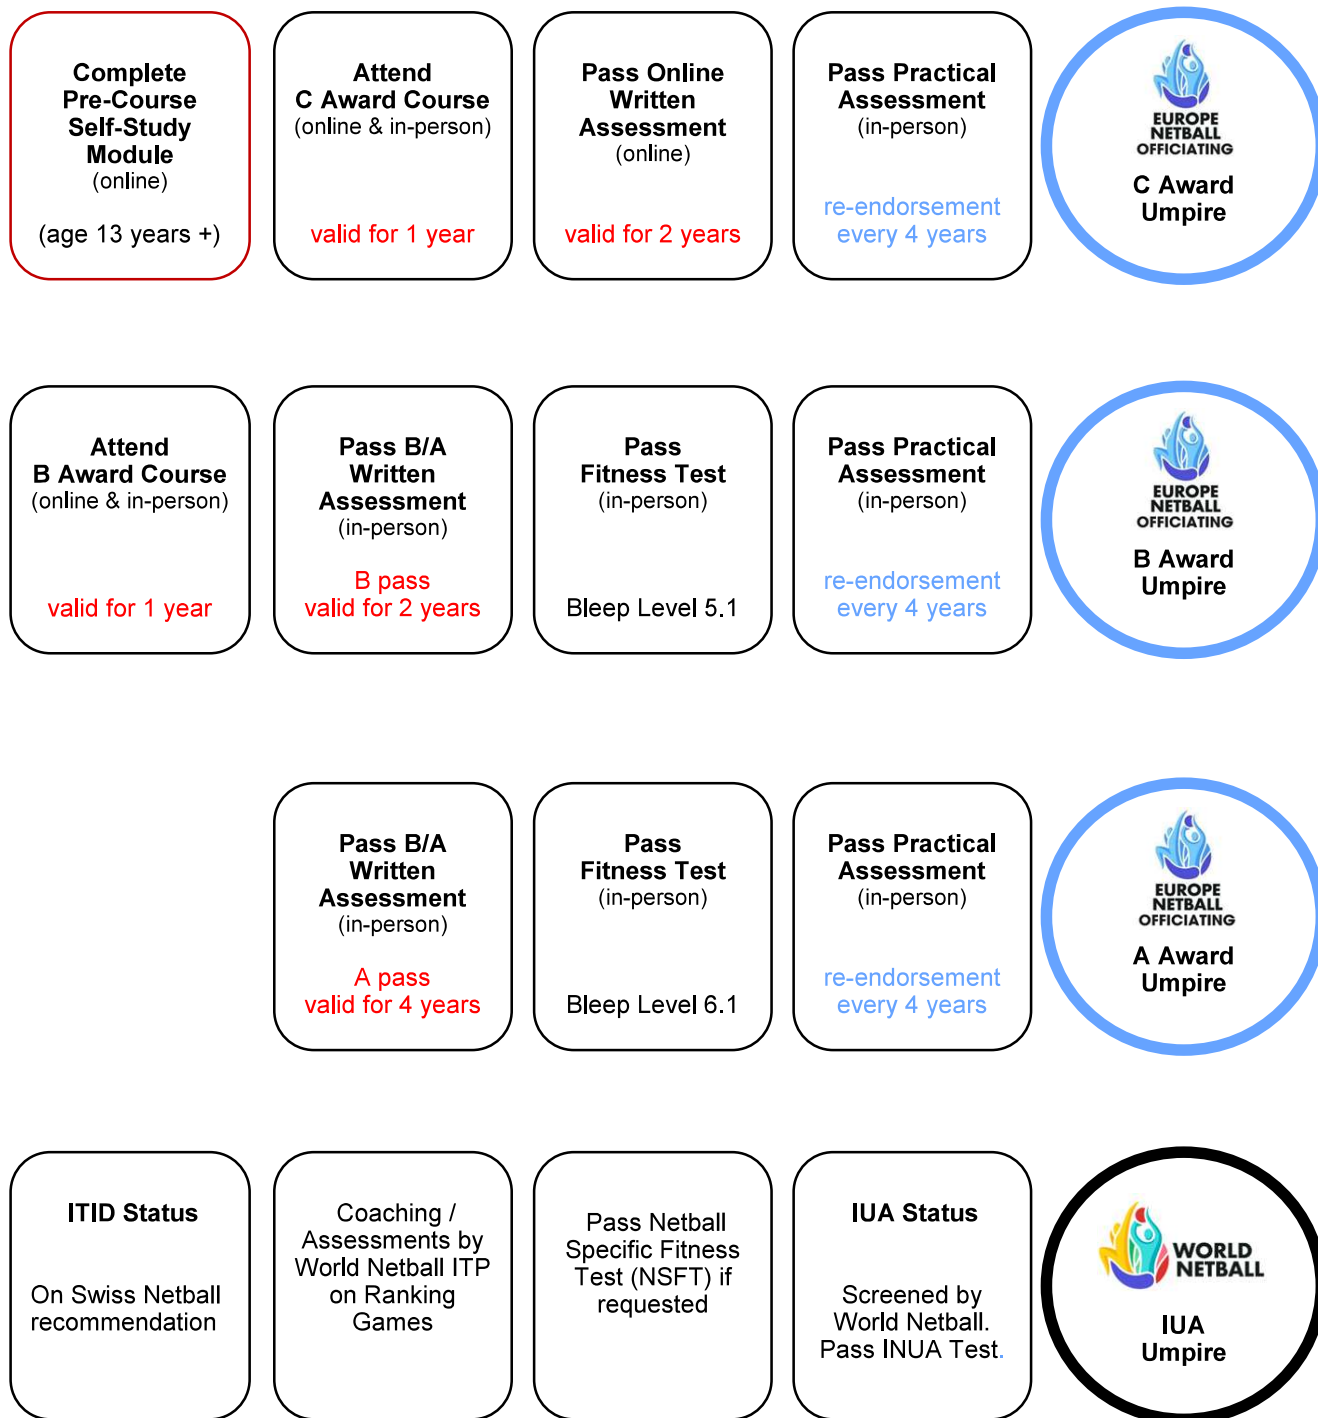 Complete
Pre-Course
Self-Study
Module
(online)
(age 13 years +)
Attend
C Award Course
(online & in-person)
valid for 1 year
Pass Online
Written
Assessment
(online)
valid for 2 years
Pass Practical
Assessment
(in-person)
re-endorsement
every 4 years
EUROPE
NETBALL
OFFICIATING
C Award
Umpire
Attend
B Award Course
(online & in-person)
valid for 1 year
Pass B/A
Written
Assessment
(in-person)
B pass
valid for 2 years
Pass
Fitness Test
(in-person)
Bleep Level 5.1
Pass Practical
Assessment
(in-person)
re-endorsement
every 4 years
EUROPE
NETBALL
OFFICIATING
B Award
Umpire
Pass B/A
Written
Assessment
(in-person)
A pass
valid for 4 years
Pass
Fitness Test
(in-person)
Bleep Level 6.1
Pass Practical
Assessment
(in-person)
re-endorsement
every 4 years
EUROPE
NETBALL
OFFICIATING
A Award
Umpire
ITID Status
On Swiss Netball
recommendation
Coaching /
Assessments by
World Netball ITP
on Ranking
Games
Pass Netball
Specific Fitness
Test (NSFT) if
requested
IUA Status
Screened by
World Netball.
Pass INUA Test.
WORLD
NETBALL
IUA
Umpire